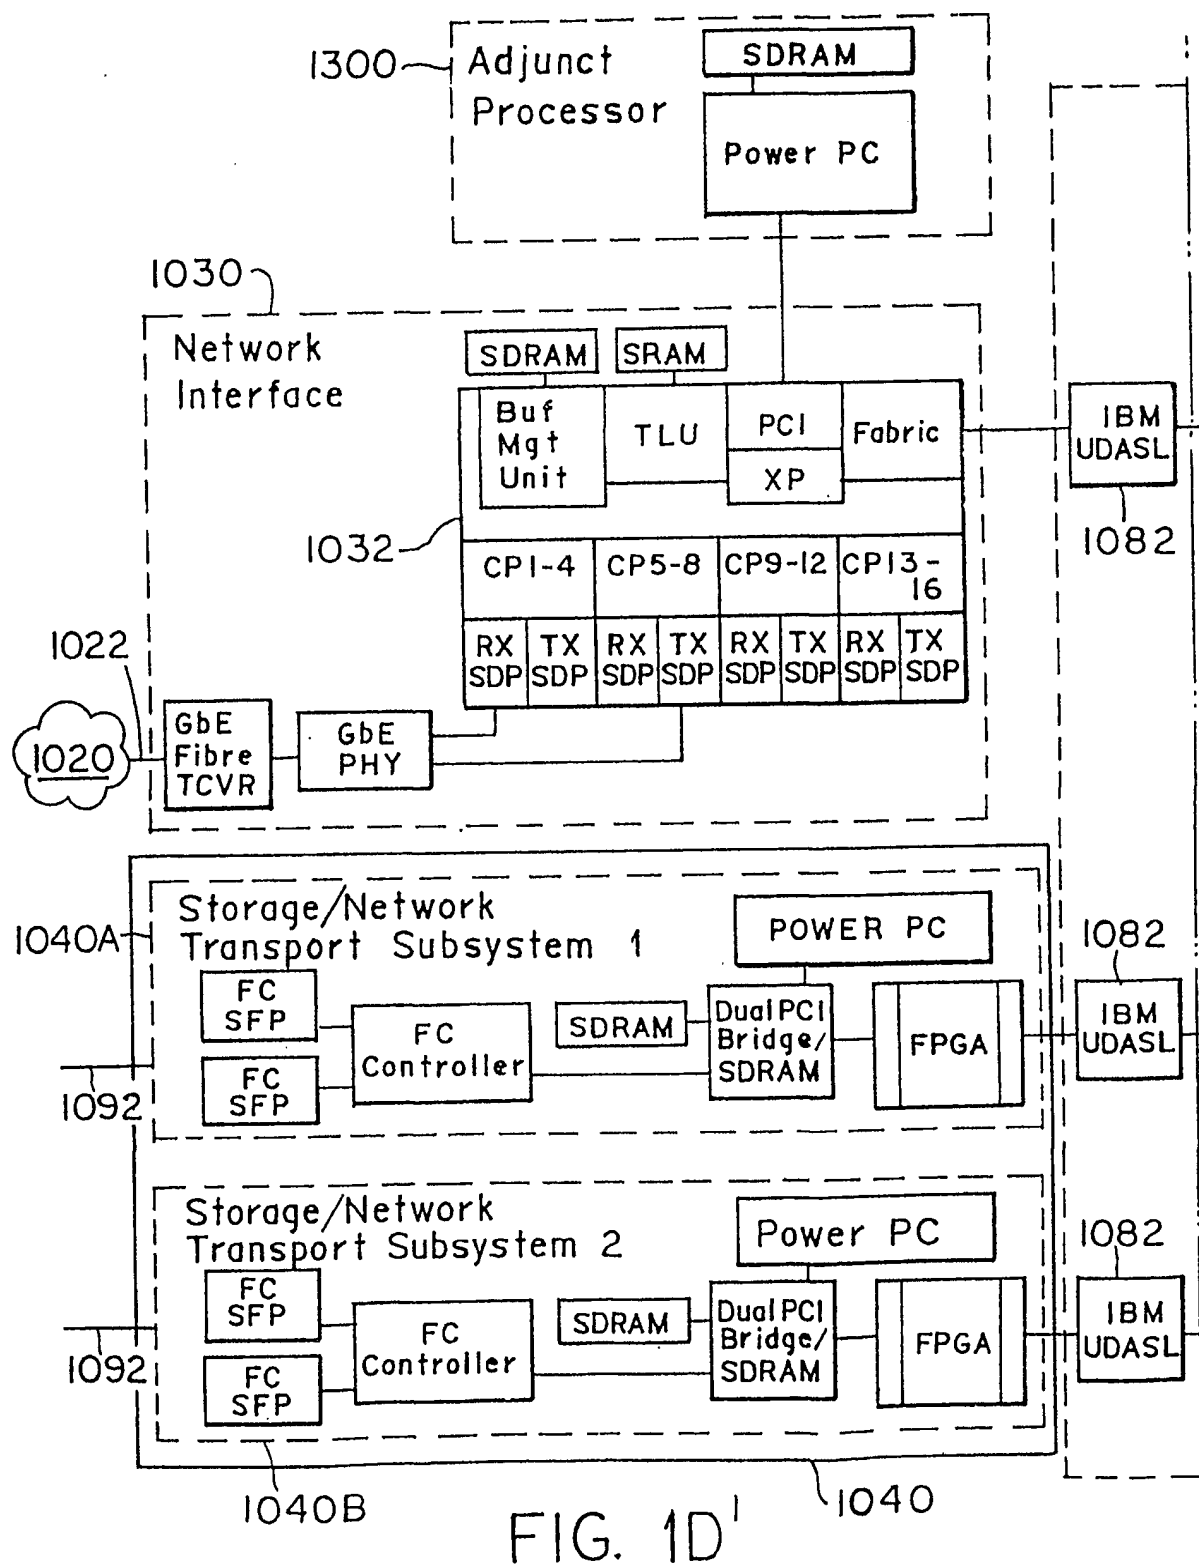 1300
Adjunct
Processor
SDRAM
Power PC
1030
Network
Interface
SDRAM
SRAM
Buf
Mgt
Unit
TLU
PCI
XP
Fabric
IBM
UDASL
1082
1032
CP1-4
CP5-8
CP9-12
CP13-
16
RX
SDP
TX
SDP
RX
SDP
TX
SDP
RX
SDP
TX
SDP
RX
SDP
TX
SDP
1022
1020
GbE
Fibre
TCVR
GbE
PHY
1040A
Storage/Network
Transport Subsystem 1
POWER PC
FC
SFP
FC
SFP
FC
Controller
SDRAM
Dual PCI
Bridge/
SDRAM
FPGA
1082
IBM
UDASL
1092
Storage/Network
Transport Subsystem 2
Power PC
FC
SFP
FC
SFP
FC
Controller
SDRAM
Dual PCI
Bridge/
SDRAM
FPGA
1082
IBM
UDASL
1092
1040B
1040
FIG. 1D'